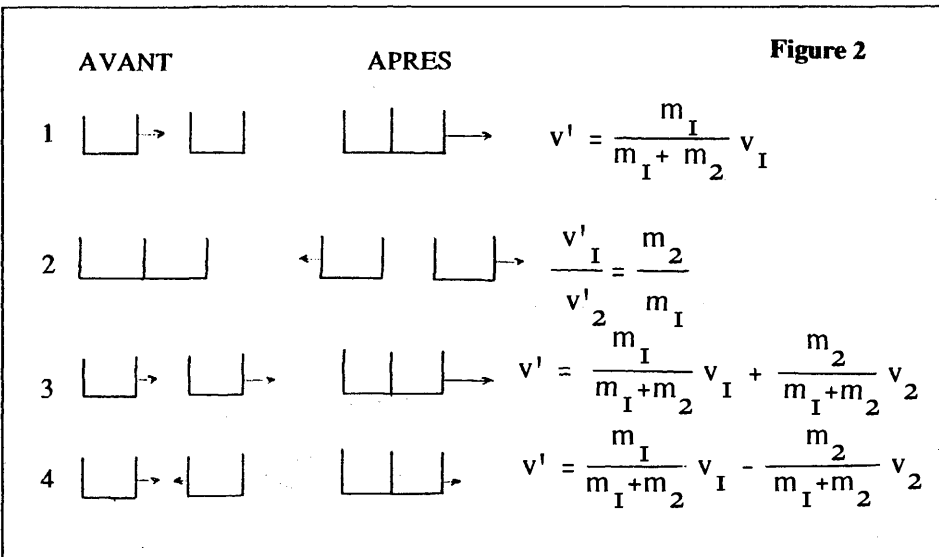 Figure 2
AVANT APRES
1 v' = m_I / (m_I + m_2) v_I
2 v'_I / v'_2 = m_2 / m_I
3 v' = m_I / (m_I+m_2) v_I + m_2 / (m_I+m_2) v_2
4 v' = m_I / (m_I+m_2) v_I - m_2 / (m_I+m_2) v_2